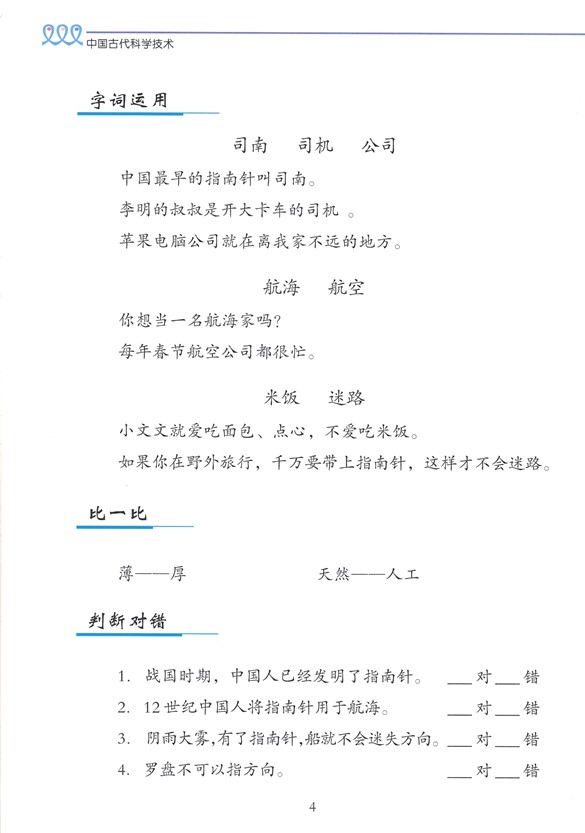 中国古代科学技术
字词运用
司南 司机 公司
中国最早的指南针叫司南。
李明的叔叔是开大卡车的司机 。
苹果电脑公司就在离我家不远的地方。
航海 航空
你想当一名航海家吗?
每年春节航空公司都很忙。
米饭 迷路
小文文就爱吃面包、点心，不爱吃米饭。
如果你在野外旅行，千万要带上指南针，这样才不会迷路。
比一比
薄——厚 天然——人工
判断对错
1. 战国时期，中国人已经发明了指南针。 ___ 对 ___ 错
2. 12世纪中国人将指南针用于航海。 ___ 对 ___ 错
3. 阴雨大雾,有了指南针,船就不会迷失方向。 ___ 对 ___ 错
4. 罗盘不可以指方向。 ___ 对 ___ 错
4